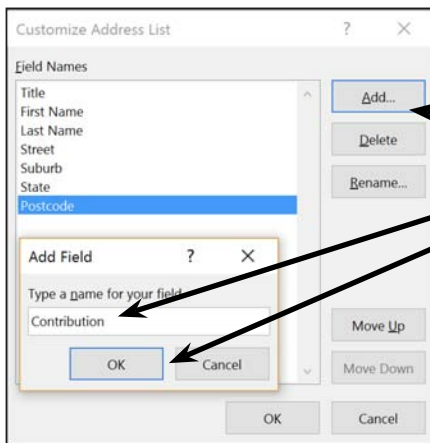 Customize Address List ? ×
Field Names
Title
First Name
Last Name
Street
Suburb
State
Postcode
Add...
Delete
Rename...
Add Field ? ×
Type a name for your field
Contribution
OK Cancel
Move Up
Move Down
OK Cancel